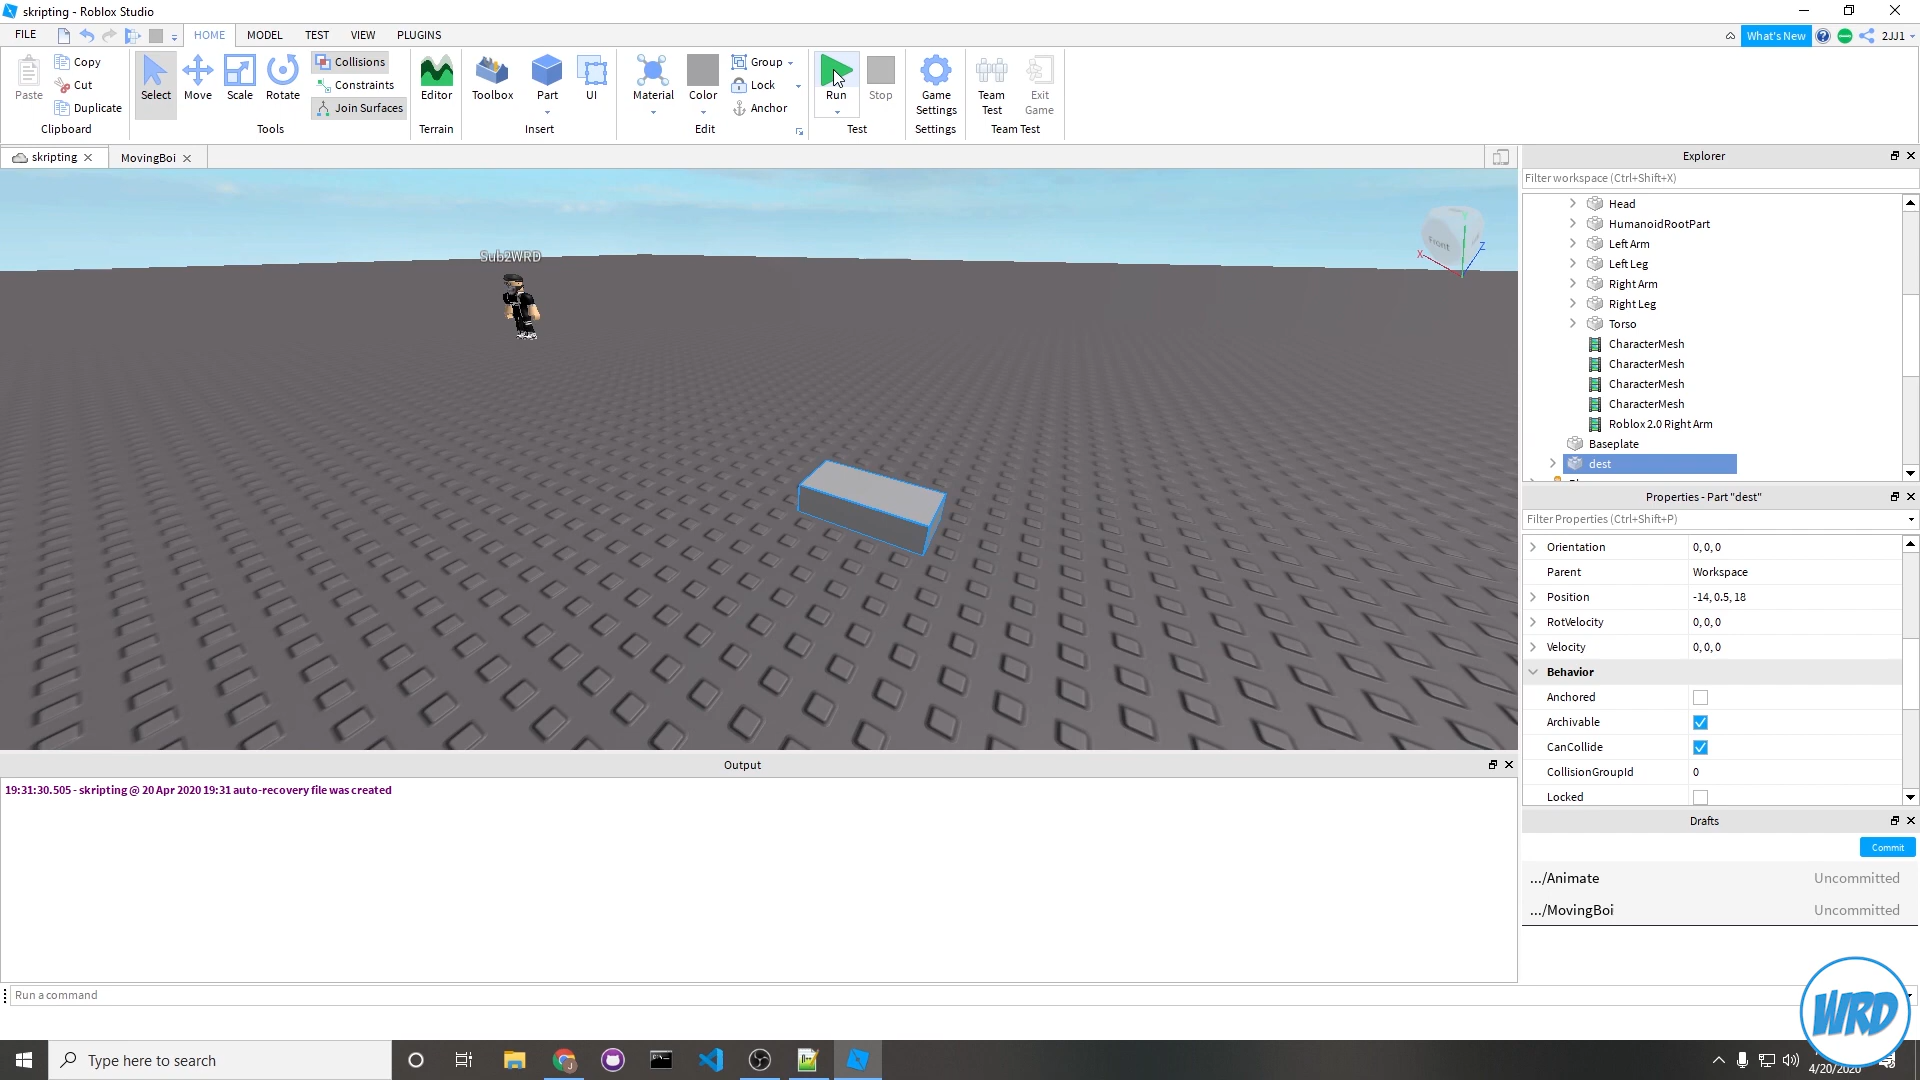 skripting - Roblox Studio
FILE
HOME
MODEL
TEST
VIEW
PLUGINS
What's New
2JJ1
Paste
Copy
Cut
Duplicate
Clipboard
Select
Move
Scale
Rotate
Collisions
Constraints
Join Surfaces
Tools
Editor
Terrain
Toolbox
Part
UI
Insert
Material
Color
Group
Lock
Anchor
Edit
Run
Stop
Test
Game
Settings
Settings
Team
Test
Exit
Game
Team Test
skripting
MovingBoi
Sub2WRD
Front
X
Y
Z
Explorer
Filter workspace (Ctrl+Shift+X)
Head
HumanoidRootPart
Left Arm
Left Leg
Right Arm
Right Leg
Torso
CharacterMesh
CharacterMesh
CharacterMesh
CharacterMesh
Roblox 2.0 Right Arm
Baseplate
dest
Properties - Part "dest"
Filter Properties (Ctrl+Shift+P)
Orientation 0, 0, 0
Parent Workspace
Position -14, 0.5, 18
RotVelocity 0, 0, 0
Velocity 0, 0, 0
Behavior
Anchored
Archivable
CanCollide
CollisionGroupId 0
Locked
Drafts
Commit
.../Animate Uncommitted
.../MovingBoi Uncommitted
Output
19:31:30.505 - skripting @ 20 Apr 2020 19:31 auto-recovery file was created
Run a command
WRD
Type here to search
4/20/2020